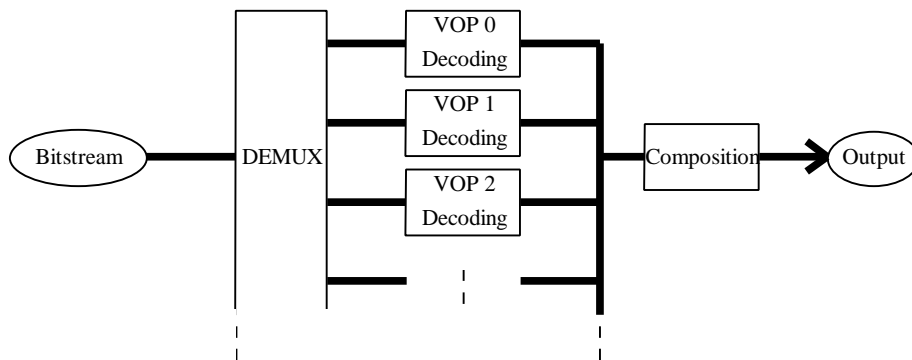 VOP 0
Decoding
VOP 1
Decoding
Bitstream
DEMUX
Composition
Output
VOP 2
Decoding